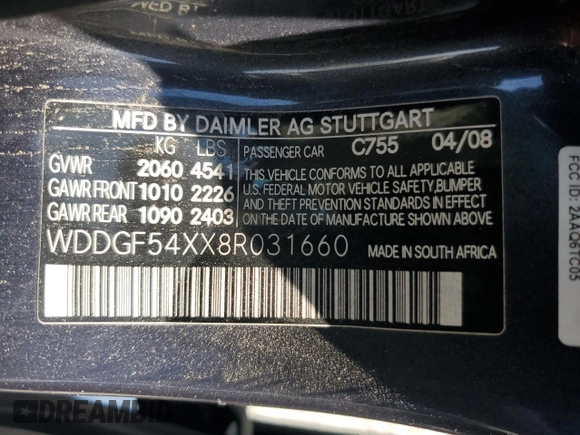 MFD BY DAIMLER AG STUTTGART
KG LBS PASSENGER CAR C755 04/08
GVWR 2060 4541 THIS VEHICLE CONFORMS TO ALL APPLICABLE
GAWR FRONT 1010 2226 U.S. FEDERAL MOTOR VEHICLE SAFETY, BUMPER
AND THEFT PREVENTION STANDARDS IN EFFECT
GAWR REAR 1090 2403 ON THE DATE OF MANUFACTURE SHOWN ABOVE.
WDDGF54XX8R031660 MADE IN SOUTH AFRICA
FCC ID: 2AAQ8TC05
DREAMBID